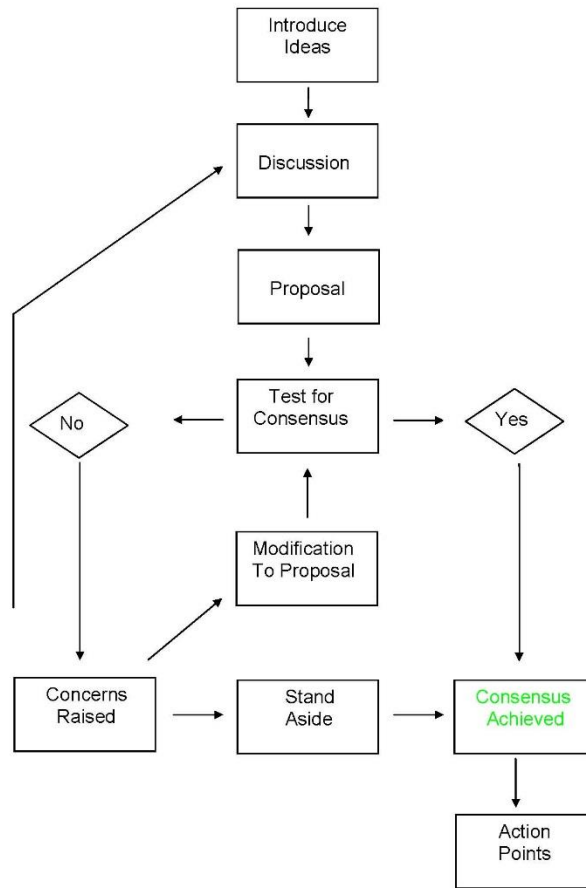 Introduce
Ideas
Discussion
Proposal
Test for
Consensus
No
Yes
Modification
To Proposal
Concerns
Raised
Stand
Aside
Consensus
Achieved
Action
Points